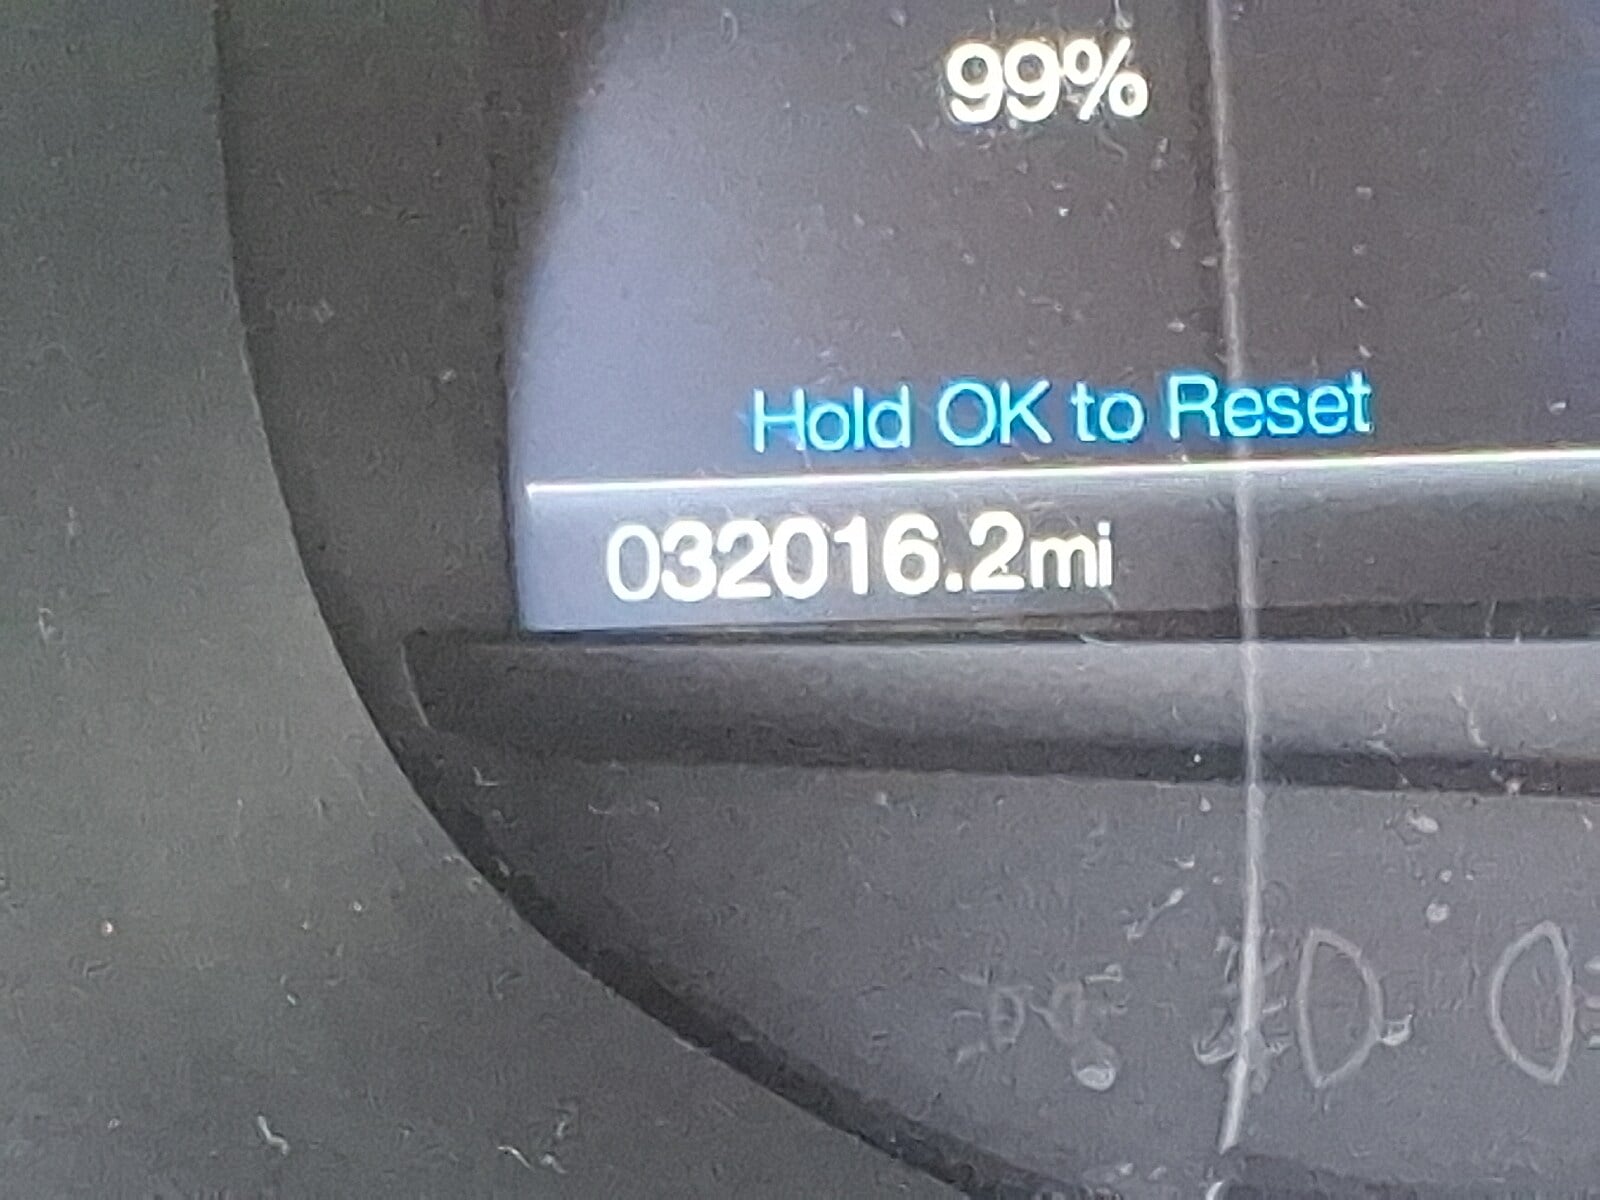 99%
Hold OK to Reset
032016.2mi